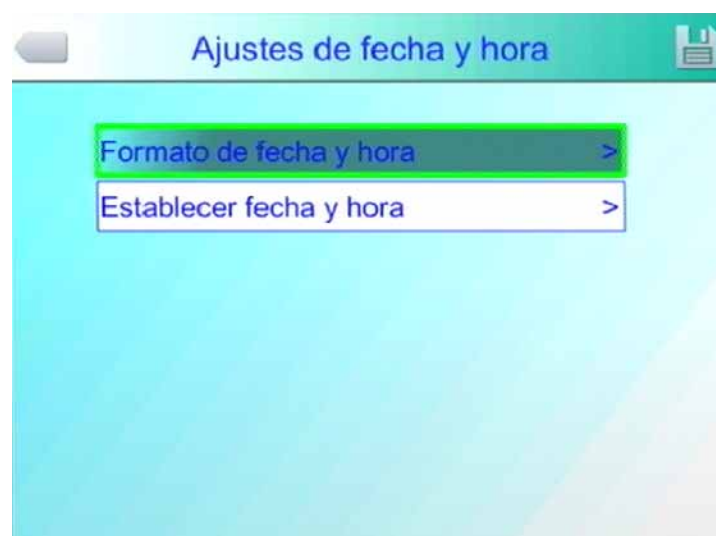 Ajustes de fecha y hora
Formato de fecha y hora >
Establecer fecha y hora >